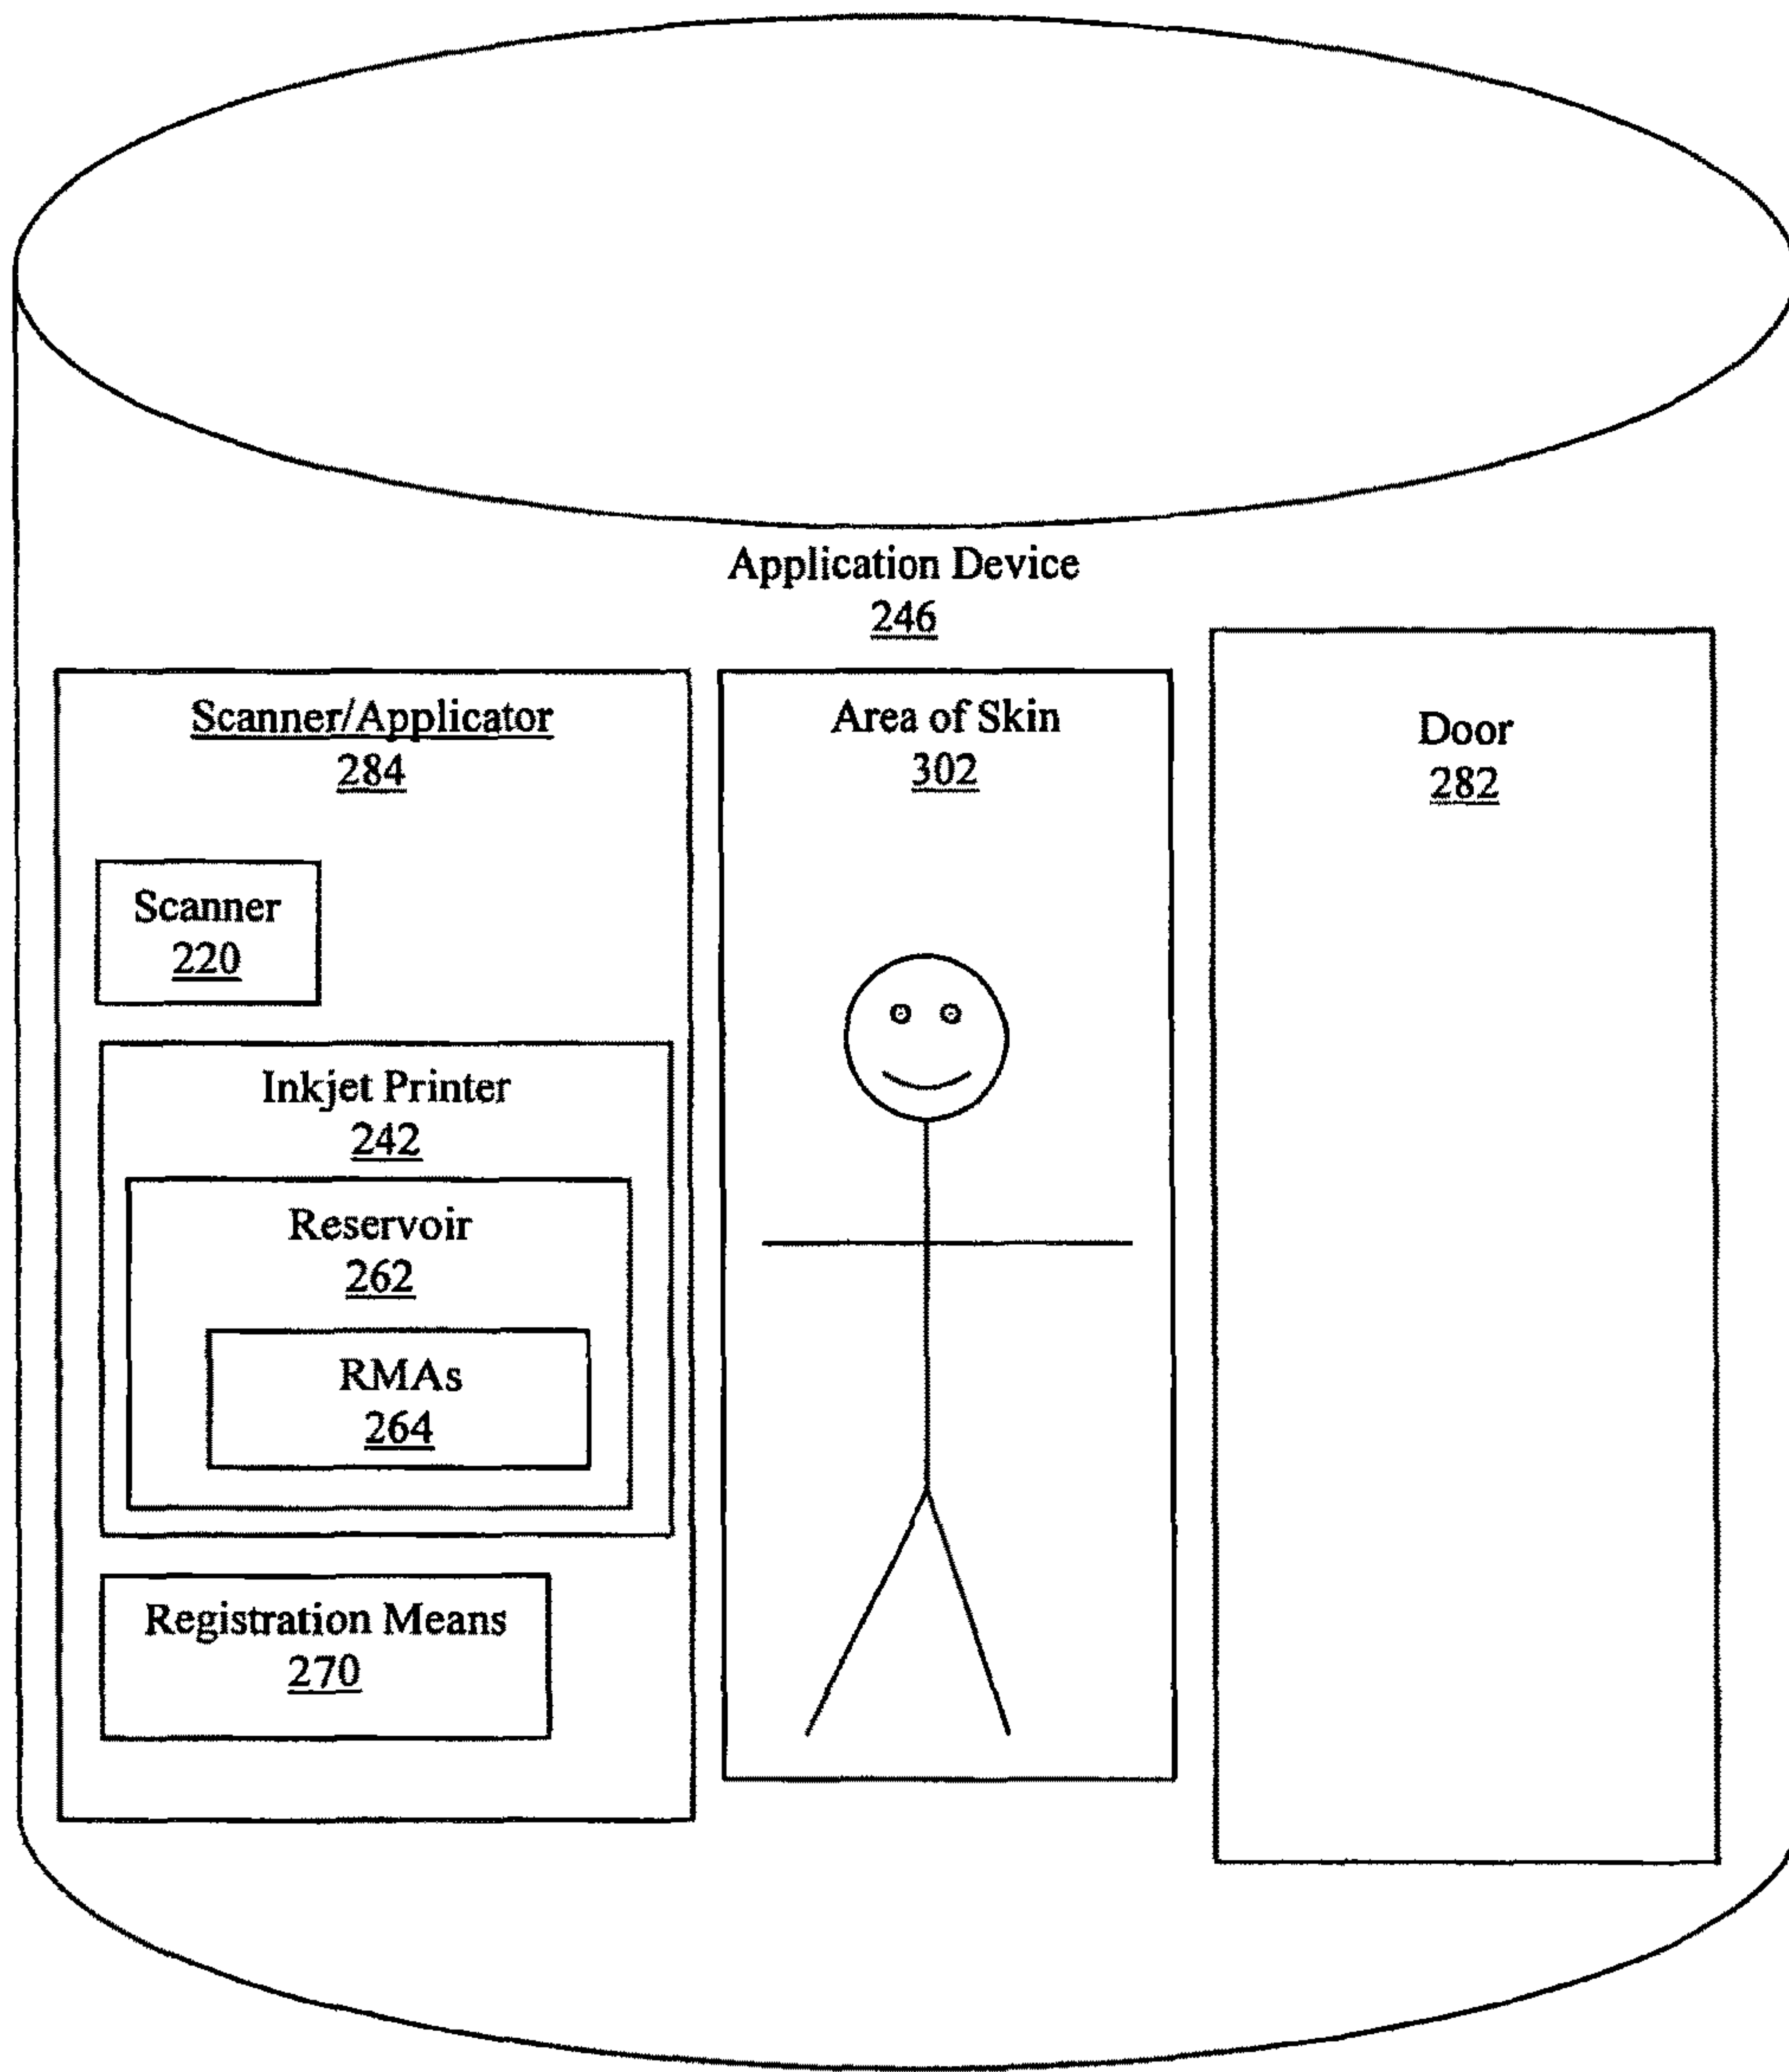 Application Device
246
Scanner/Applicator
284
Scanner
220
Inkjet Printer
242
Reservoir
262
RMAs
264
Registration Means
270
Area of Skin
302
Door
282